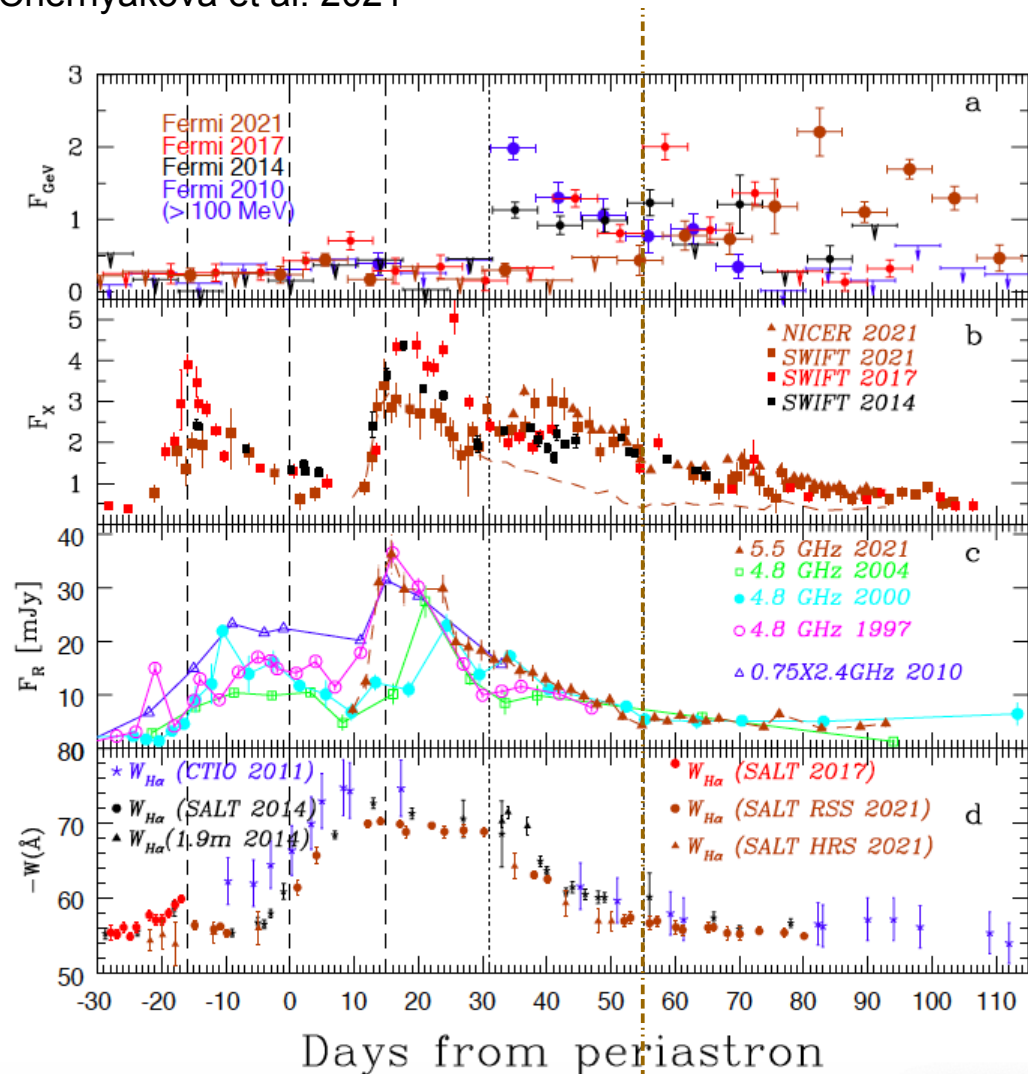 Chernyakova et al. 2021
3
a
Fermi 2021
Fermi 2017
2
Fermi 2014
Fermi 2010
(> 100 MeV)
F_GeV
1
0
5
b
NICER 2021
SWIFT 2021
4
SWIFT 2017
SWIFT 2014
3
F_X
2
1
40
c
5.5 GHz 2021
4.8 GHz 2004
30
4.8 GHz 2000
4.8 GHz 1997
F_R [mJy]
20
0.75X2.4GHz 2010
10
80
d
W_Hα (CTIO 2011)
W_Hα (SALT 2017)
W_Hα (SALT 2014)
W_Hα (SALT RSS 2021)
70
W_Hα (1.9m 2014)
W_Hα (SALT HRS 2021)
-W(Å)
60
50
-30 -20 -10 0 10 20 30 40 50 60 70 80 90 100 110
Days from periastron